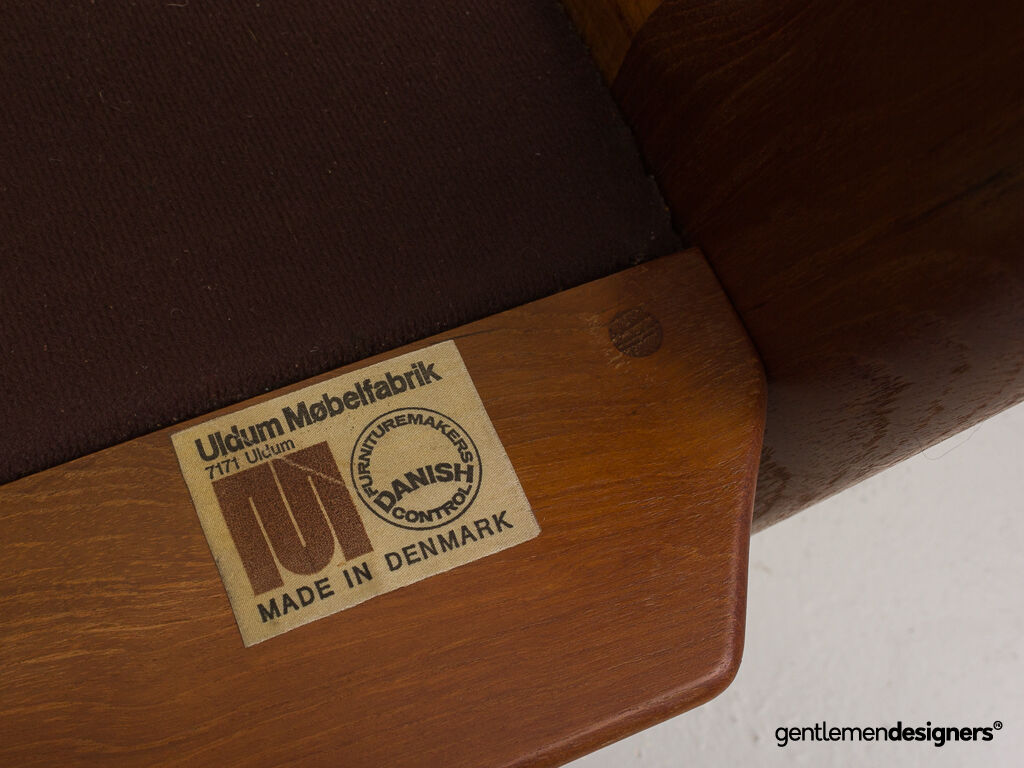 Uldum Møbelfabrik
7171 Uldum
FURNITUREMAKERS
DANISH
CONTROL
MADE IN DENMARK
gentlemendesigners®